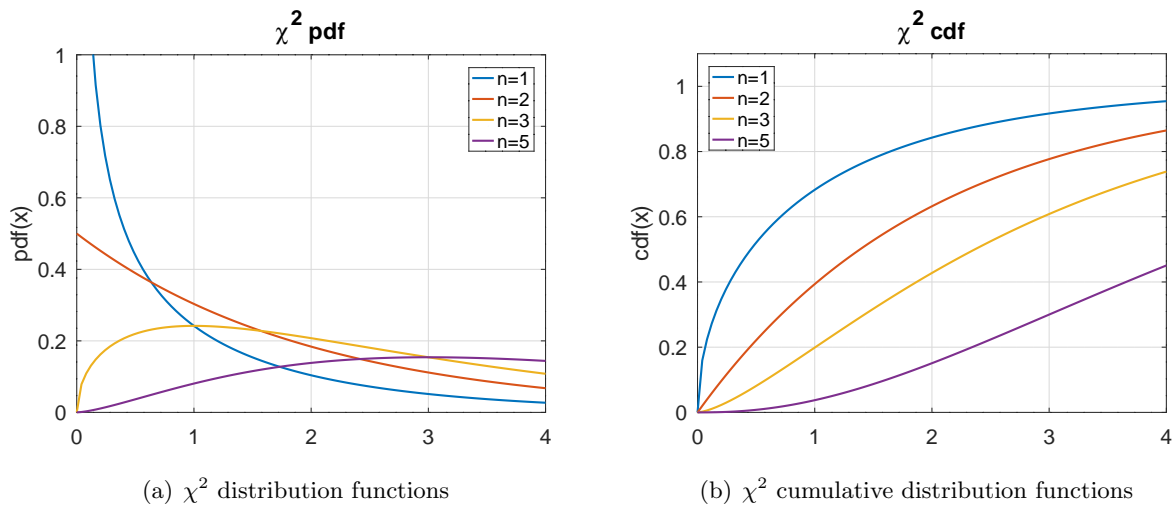 χ² pdf
1
0.8
0.6
0.4
0.2
0
pdf(x)
n=1
n=2
n=3
n=5
0 1 2 3 4
(a) χ² distribution functions
χ² cdf
1
0.8
0.6
0.4
0.2
0
cdf(x)
n=1
n=2
n=3
n=5
0 1 2 3 4
(b) χ² cumulative distribution functions